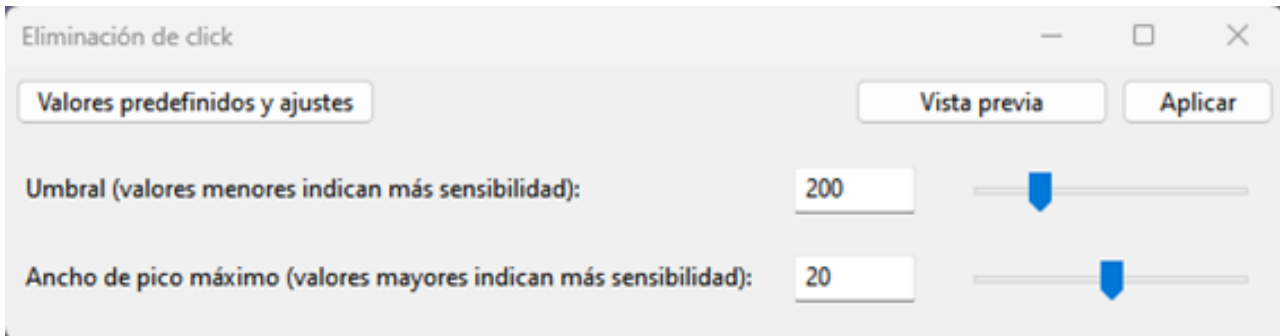 Eliminación de click
Valores predefinidos y ajustes Vista previa Aplicar
Umbral (valores menores indican más sensibilidad): 200
Ancho de pico máximo (valores mayores indican más sensibilidad): 20